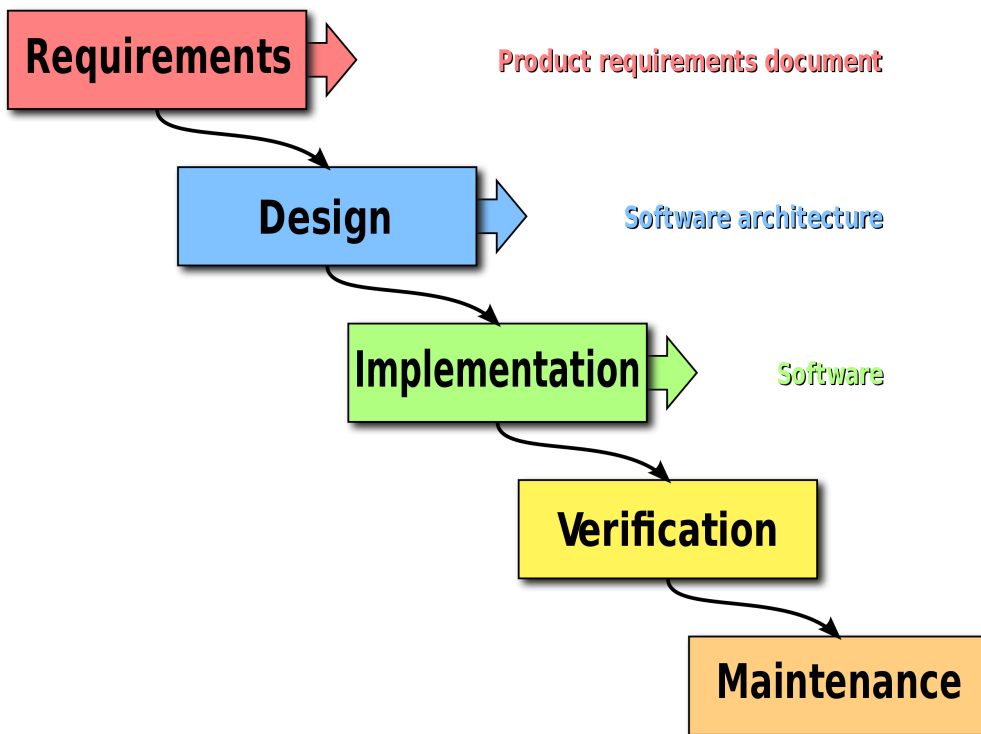 Requirements
Product requirements document
Design
Software architecture
Implementation
Software
Verification
Maintenance